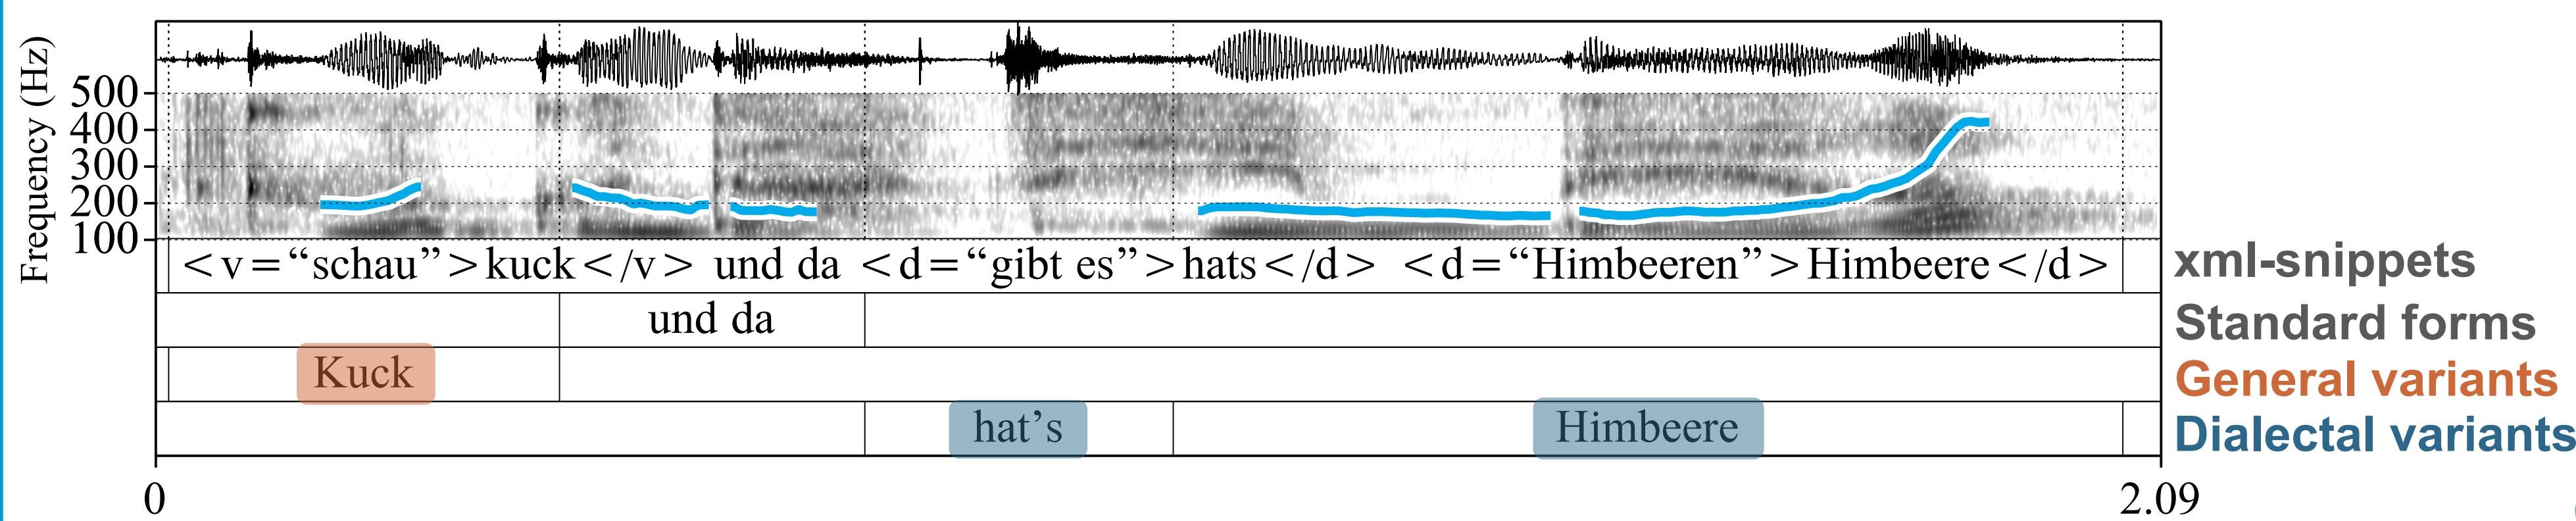 Frequency (Hz)
500
400
300
200
100
<v="schau">kuck</v> und da <d="gibt es">hats</d> <d="Himbeeren">Himbeere</d>
xml-snippets
und da
Standard forms
Kuck
General variants
hat's Himbeere
Dialectal variants
0 2.09